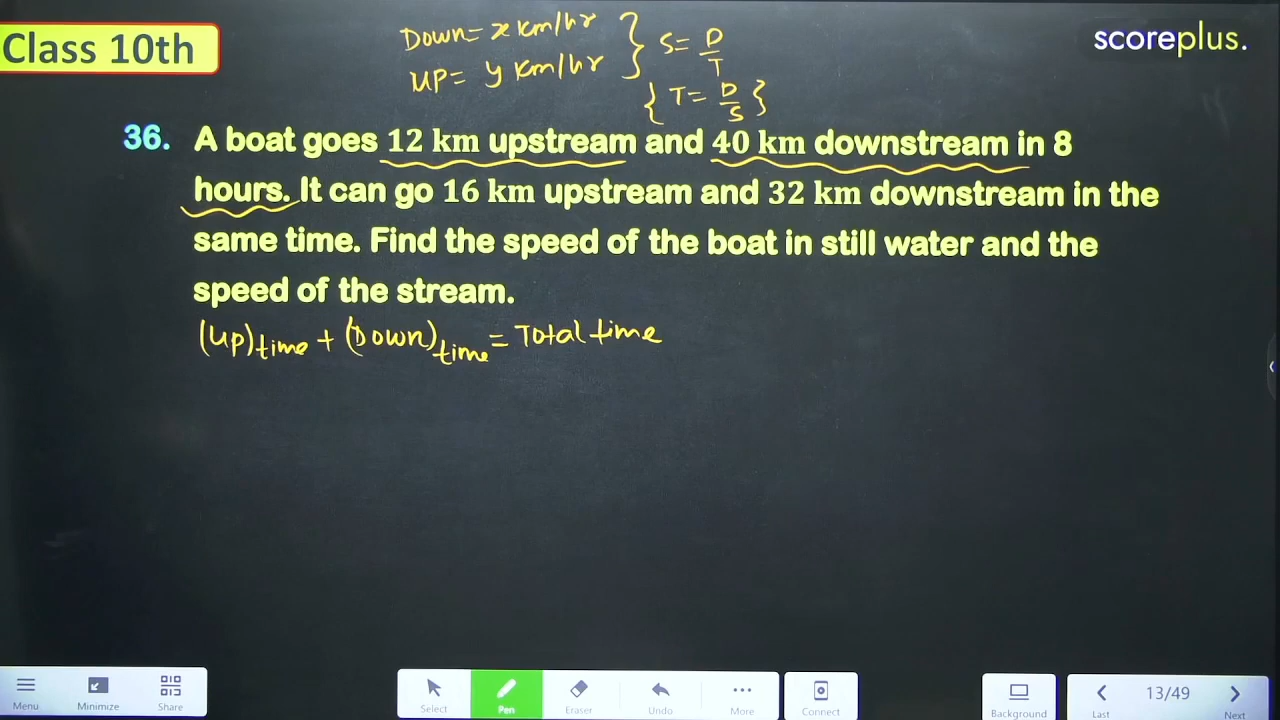 Class 10th
Down= x km/hr
UP= y km/hr
S= D/T
{ T= D/S }
scoreplus.
36. A boat goes 12 km upstream and 40 km downstream in 8
hours. It can go 16 km upstream and 32 km downstream in the
same time. Find the speed of the boat in still water and the
speed of the stream.
(Up)time + (Down)time = Total time
Menu
Minimize
Share
Select
Pen
Eraser
Undo
More
Connect
Background
Last
13/49
Next